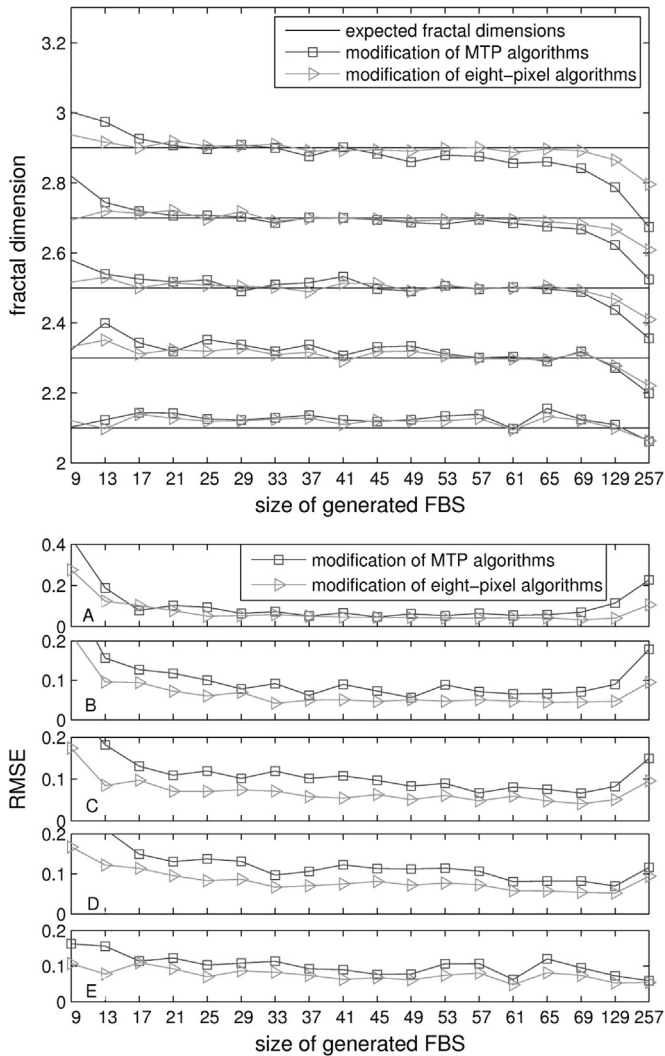 3.2
3
2.8
2.6
2.4
2.2
2
fractal dimension
expected fractal dimensions
modification of MTP algorithms
modification of eight-pixel algorithms
9 13 17 21 25 29 33 37 41 45 49 53 57 61 65 69 129 257
size of generated FBS
0.4
0.2
0
A
modification of MTP algorithms
modification of eight-pixel algorithms
0.2
0.1
0
B
0.2
0.1
0
C
RMSE
0.2
0.1
0
D
0.2
0.1
0
E
9 13 17 21 25 29 33 37 41 45 49 53 57 61 65 69 129 257
size of generated FBS